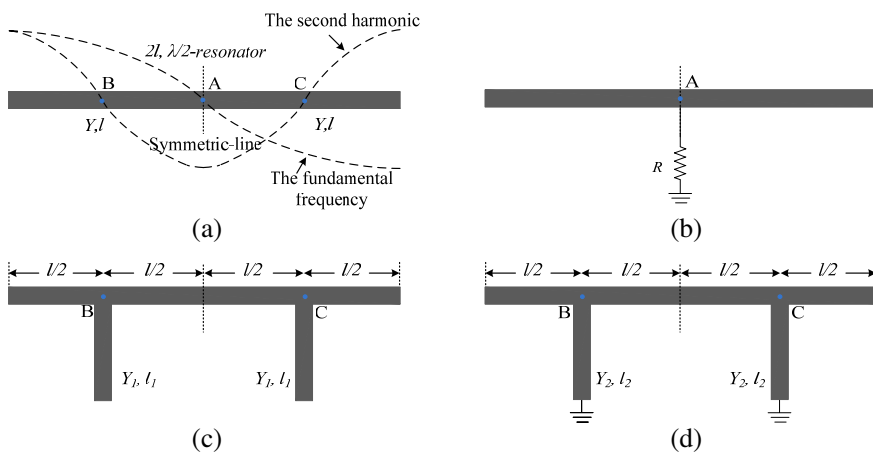 The second harmonic
2l, λ/2-resonator
B
A
C
Y,l
Y,l
Symmetric-line
The fundamental
frequency
(a)
A
R
(b)
l/2
l/2
l/2
l/2
B
C
Y1, l1
Y1, l1
(c)
l/2
l/2
l/2
l/2
B
C
Y2, l2
Y2, l2
(d)